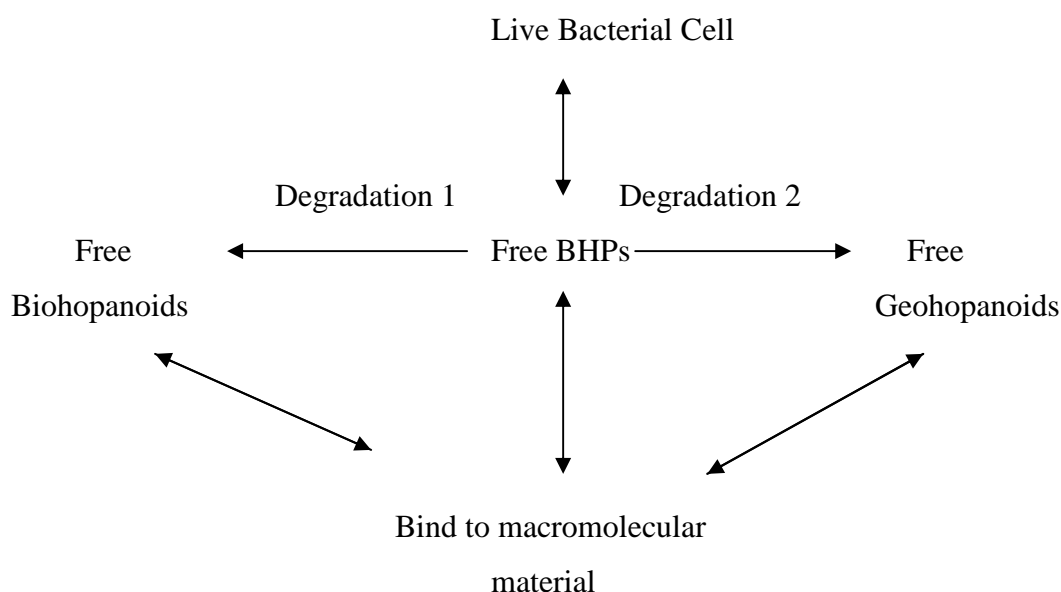 Live Bacterial Cell
Degradation 1 Degradation 2
Free Free BHPs Free
Biohopanoids Geohopanoids
Bind to macromolecular
material